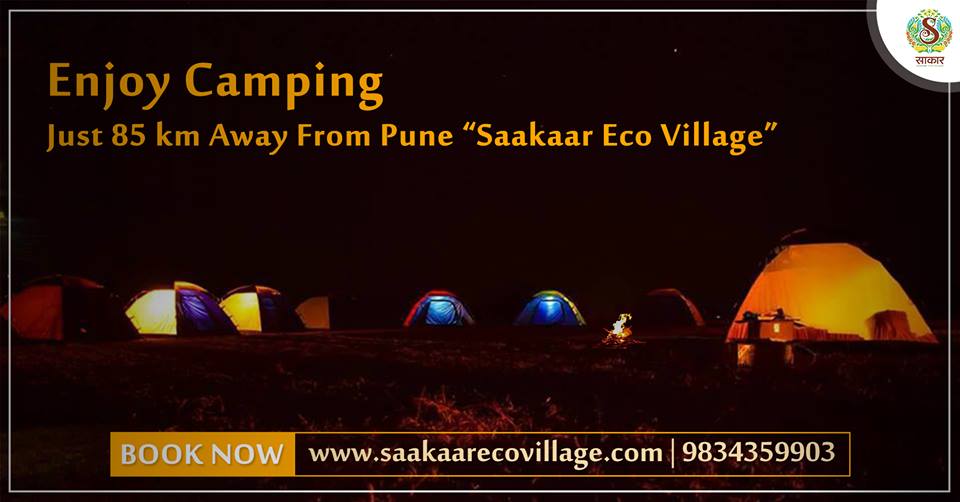 साकार
Enjoy Camping
Just 85 km Away From Pune “Saakaar Eco Village”
BOOK NOW www.saakaarecovillage.com | 9834359903